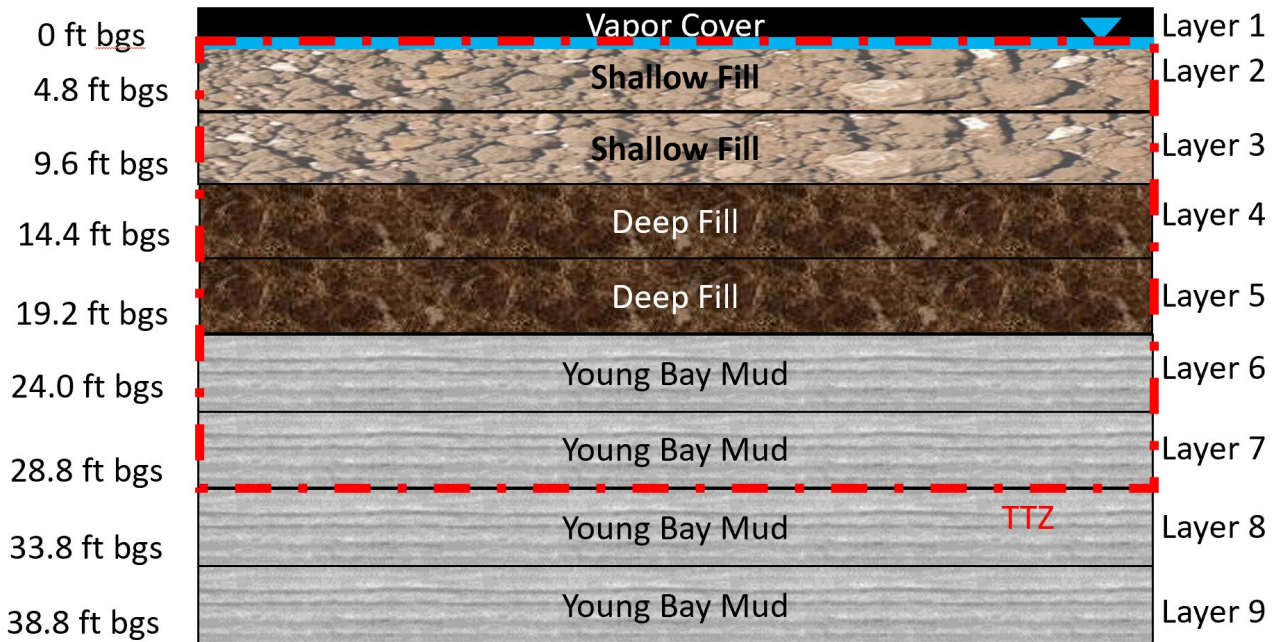 Vapor Cover
0 ft bgs
Layer 1
Shallow Fill
4.8 ft bgs
Layer 2
Shallow Fill
9.6 ft bgs
Layer 3
Deep Fill
14.4 ft bgs
Layer 4
Deep Fill
19.2 ft bgs
Layer 5
Young Bay Mud
24.0 ft bgs
Layer 6
Young Bay Mud
28.8 ft bgs
Layer 7
TTZ
Young Bay Mud
33.8 ft bgs
Layer 8
Young Bay Mud
38.8 ft bgs
Layer 9